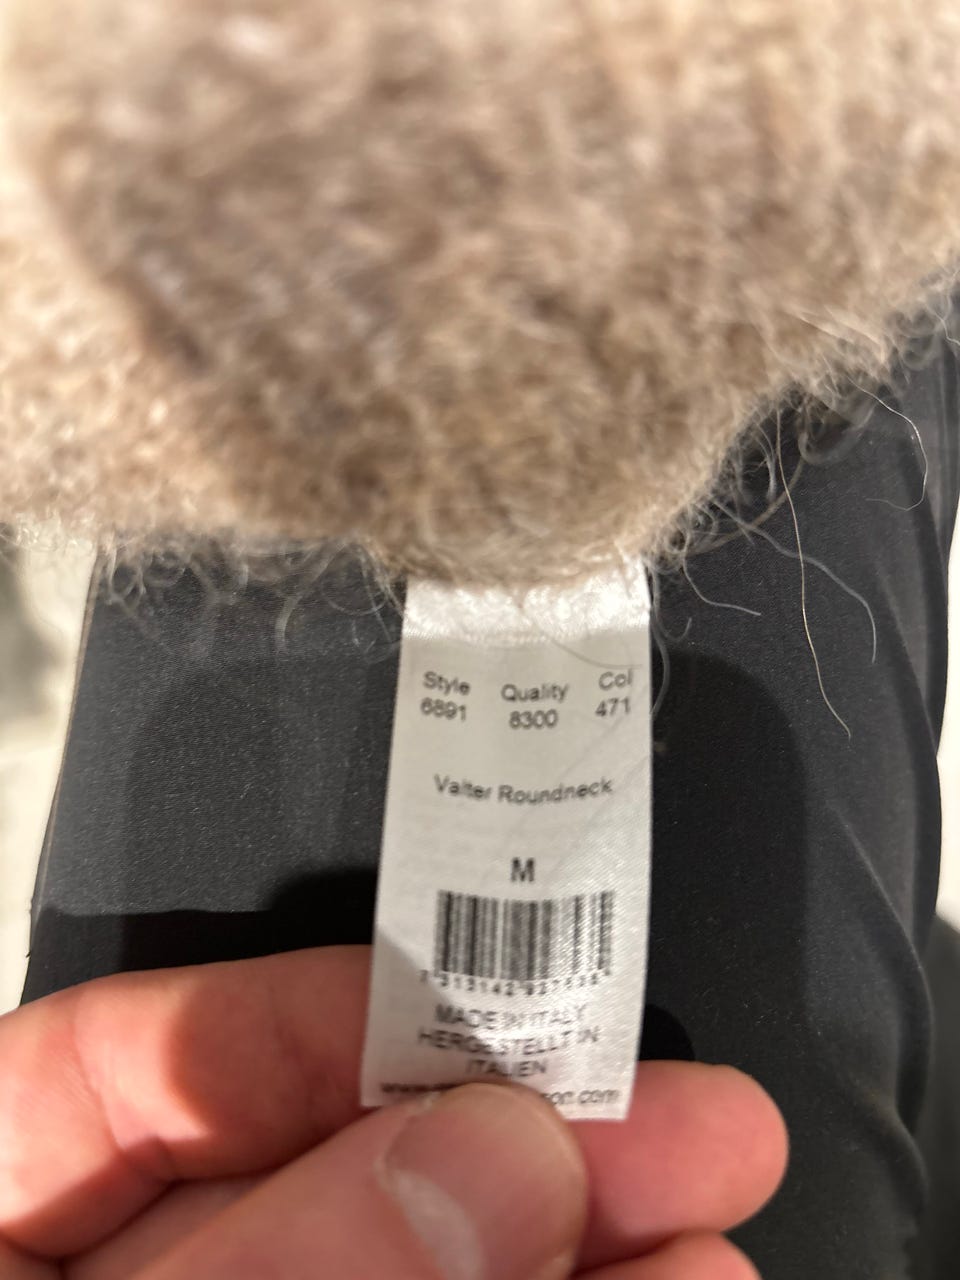 Style Quality Col
6891 8300 471
Valter Roundneck
M
MADE IN ITALY
HERGESTELLT IN
ITALIEN